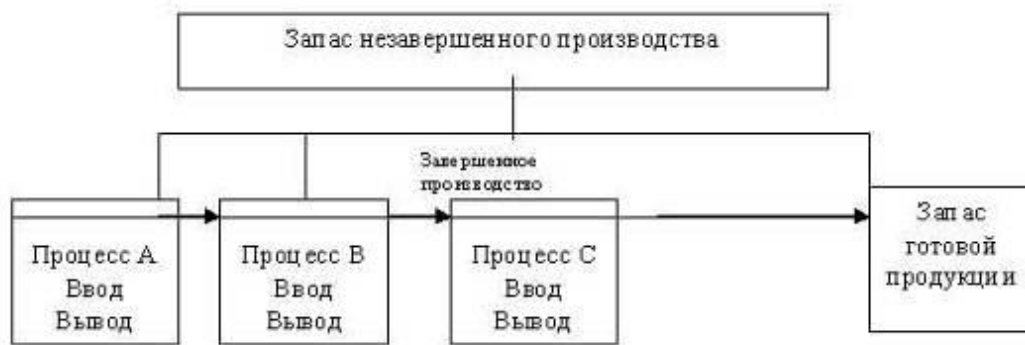 Запас незавершенного производства
Завершенное
производство
Процесс А
Ввод
Вывод
Процесс В
Ввод
Вывод
Процесс С
Ввод
Вывод
Запас
готовой
продукции